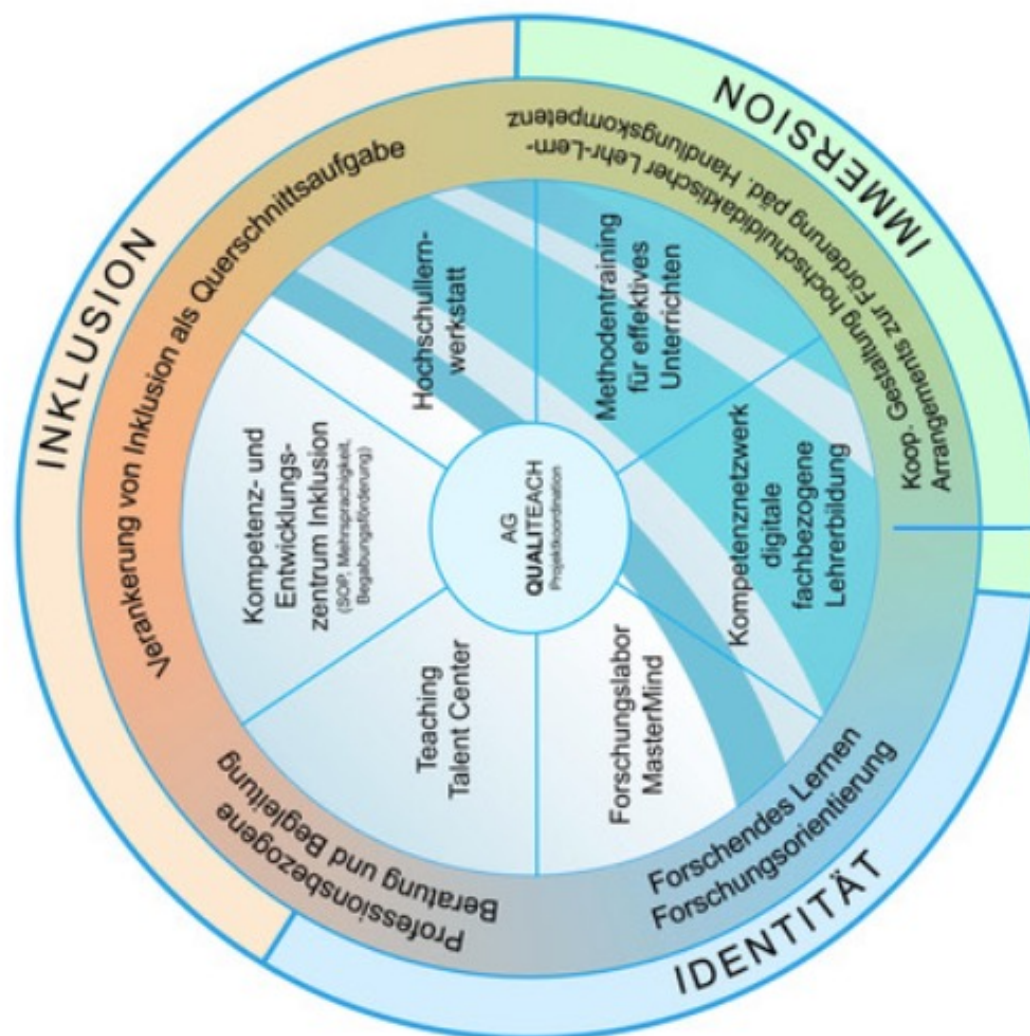 INKLUSION
IMMERSION
IDENTITÄT
Verankerung von Inklusion als Querschnittsaufgabe
Koop. Gestaltung hochschuldidaktischer Lehr-Lern-
Arrangements zur Förderung päd. Handlungskompetenz
Forschendes Lernen
Forschungsorientierung
Professionsbezogene
Beratung und Begleitung
Kompetenz- und
Entwicklungs-
zentrum Inklusion
(SOP, Mehrsprachigkeit,
Begabungsförderung)
Hochschullern-
werkstatt
Methodentraining
für effektives
Unterrichten
Kompetenznetzwerk
digitale
fachbezogene
Lehrerbildung
Forschungslabor
MasterMind
Teaching
Talent Center
AG
QUALITEACH
Projektkoordination